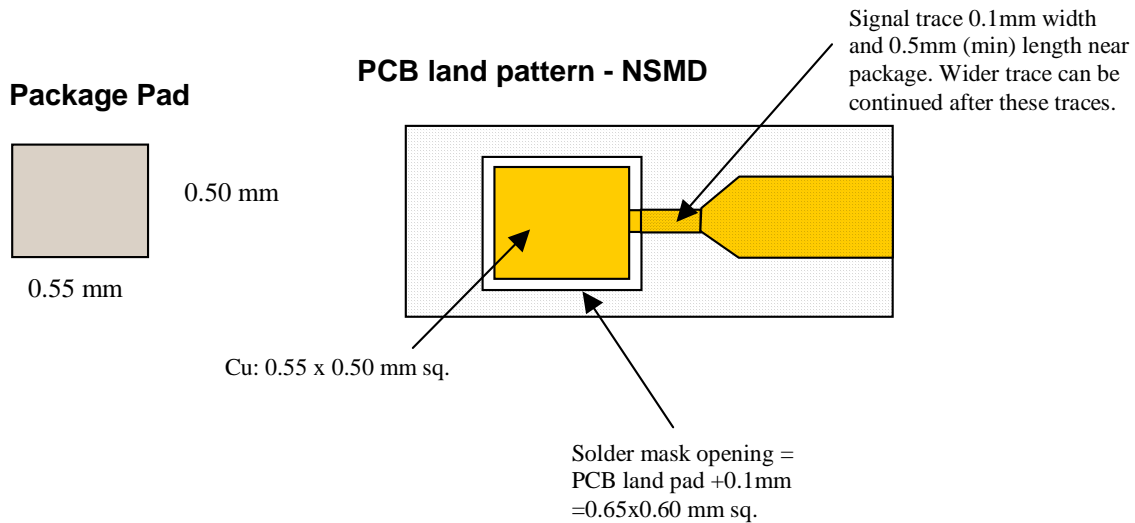 Signal trace 0.1mm width
and 0.5mm (min) length near
package. Wider trace can be
continued after these traces.
PCB land pattern - NSMD
Package Pad
0.50 mm
0.55 mm
Cu: 0.55 x 0.50 mm sq.
Solder mask opening =
PCB land pad +0.1mm
=0.65x0.60 mm sq.